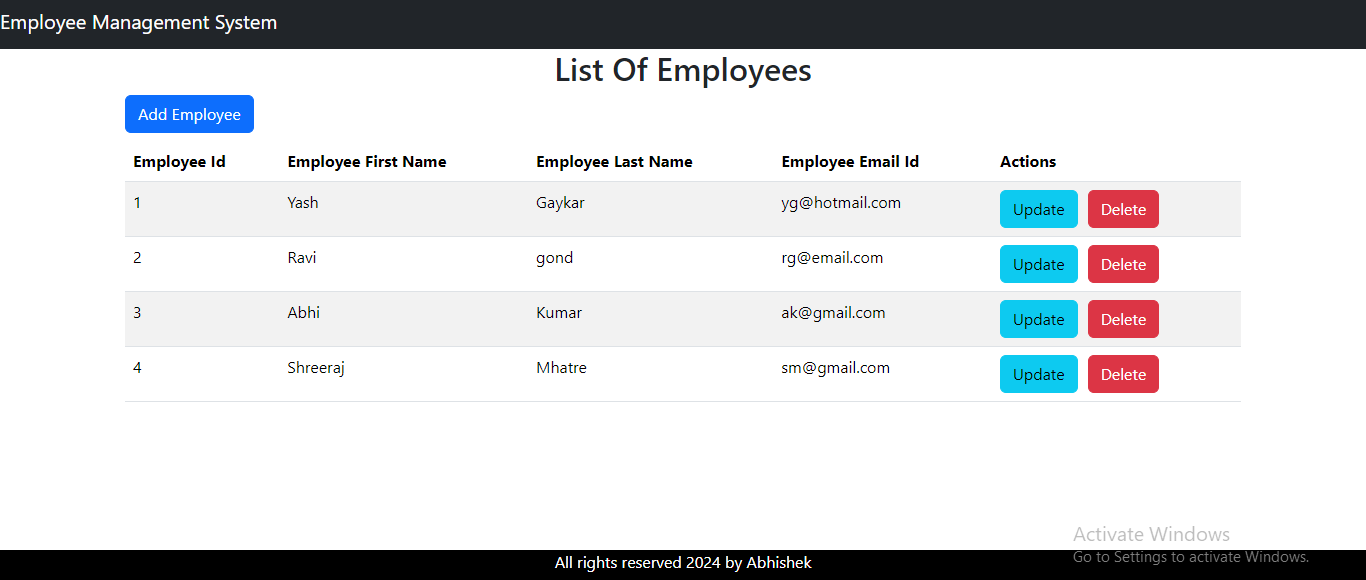 Employee Management System
List Of Employees
Add Employee
Employee Id Employee First Name Employee Last Name Employee Email Id Actions
1 Yash Gaykar yg@hotmail.com Update Delete
2 Ravi gond rg@email.com Update Delete
3 Abhi Kumar ak@gmail.com Update Delete
4 Shreeraj Mhatre sm@gmail.com Update Delete
Activate Windows
Go to Settings to activate Windows.
All rights reserved 2024 by Abhishek